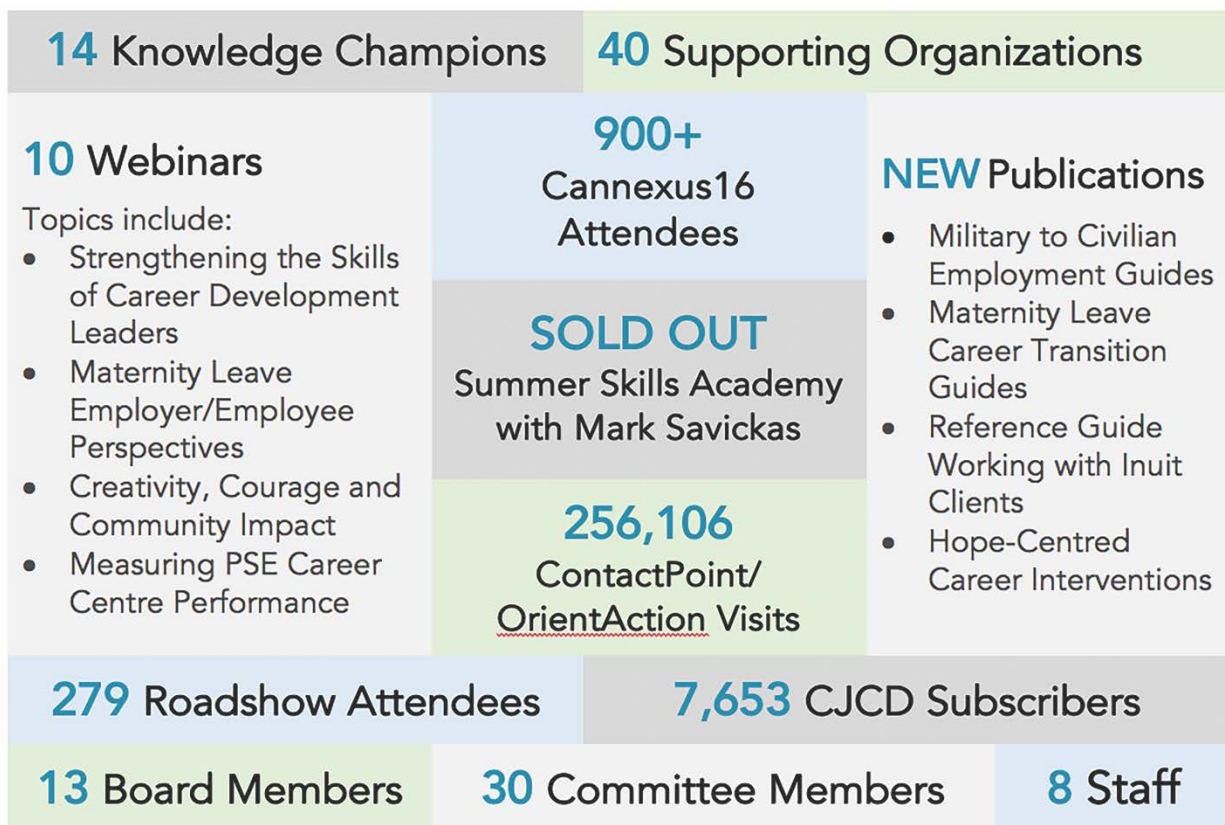 14 Knowledge Champions
40 Supporting Organizations
10 Webinars
Topics include:
• Strengthening the Skills
of Career Development
Leaders
• Maternity Leave
Employer/Employee
Perspectives
• Creativity, Courage and
Community Impact
• Measuring PSE Career
Centre Performance
900+
Cannexus16
Attendees
SOLD OUT
Summer Skills Academy
with Mark Savickas
256,106
ContactPoint/
OrientAction Visits
NEW Publications
• Military to Civilian
Employment Guides
• Maternity Leave
Career Transition
Guides
• Reference Guide
Working with Inuit
Clients
• Hope-Centred
Career Interventions
279 Roadshow Attendees
7,653 CJCD Subscribers
13 Board Members
30 Committee Members
8 Staff